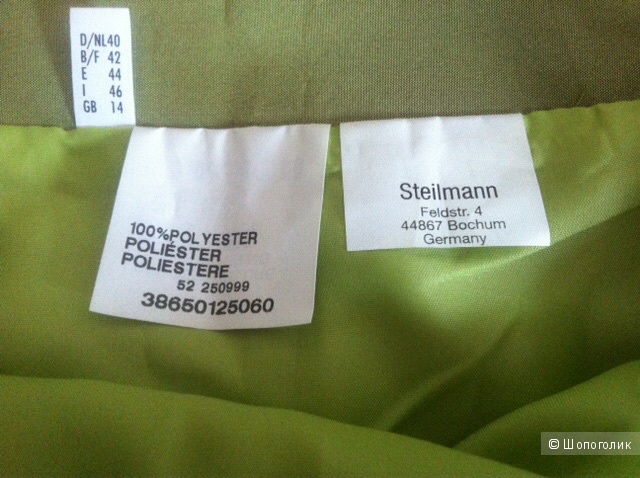 D/NL40
B/F 42
E 44
I 46
GB 14
100%POLYESTER
POLIÉSTER
POLIESTERE
52 250999
38650125060
Steilmann
Feldstr. 4
44867 Bochum
Germany
© Шопоголик